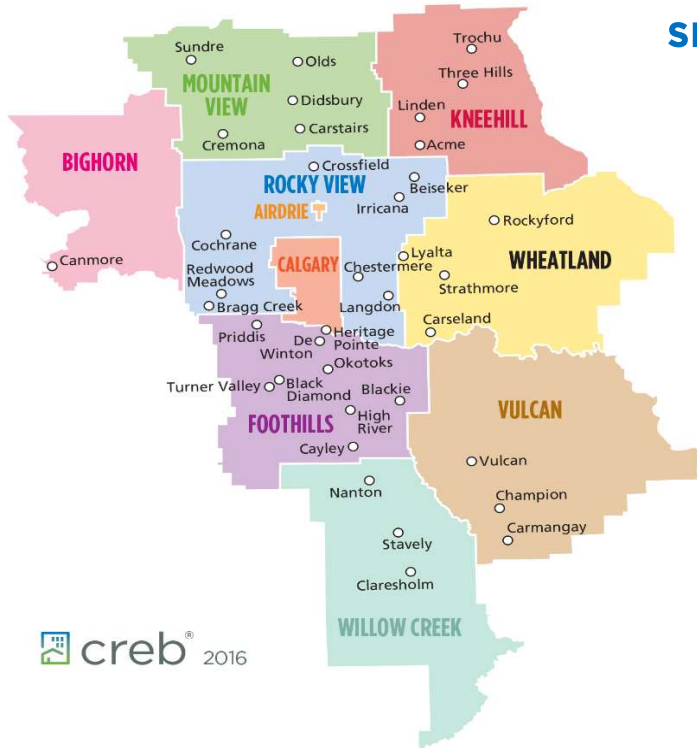 Sundre
Olds
MOUNTAIN
VIEW
Didsbury
Cremona
Carstairs
Trochu
Three Hills
Linden
KNEEHILL
Acme
BIGHORN
Canmore
Crossfield
ROCKY VIEW
Beiseker
AIRDRIE
Irricana
Cochrane
CALGARY
Chestermere
Redwood
Meadows
Langdon
Bragg Creek
Rockyford
Lyalta
WHEATLAND
Strathmore
Carseland
Priddis
De
Winton
Heritage
Pointe
Okotoks
Turner Valley
Black
Diamond
Blackie
FOOTHILLS
High
River
Cayley
VULCAN
Vulcan
Champion
Carmangay
Nanton
Stavely
Claresholm
WILLOW CREEK
creb® 2016